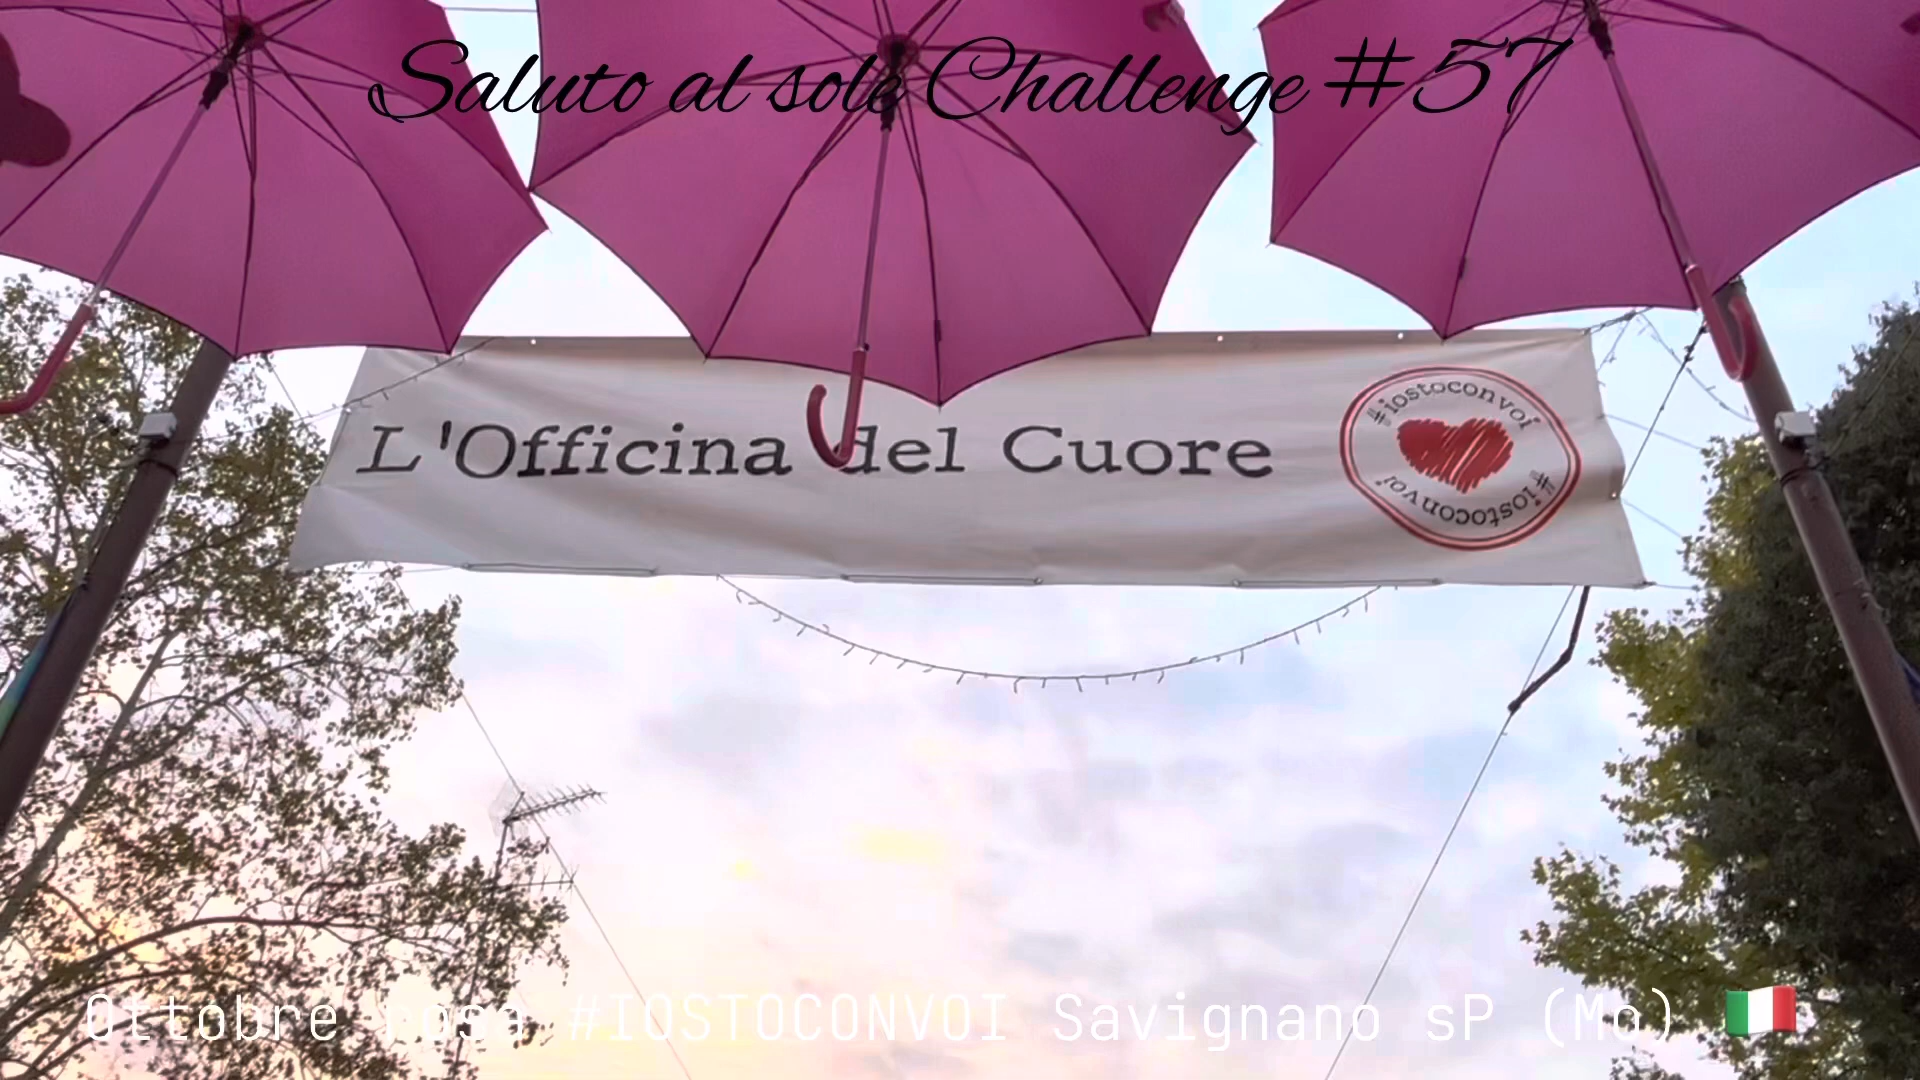 Saluto al sole Challenge #57
L'Officina del Cuore
#iostoconvoi
#iostoconvoi
Ottobre rosa #IOSTOCONVOI Savignano sP (Mo) 🇮🇹